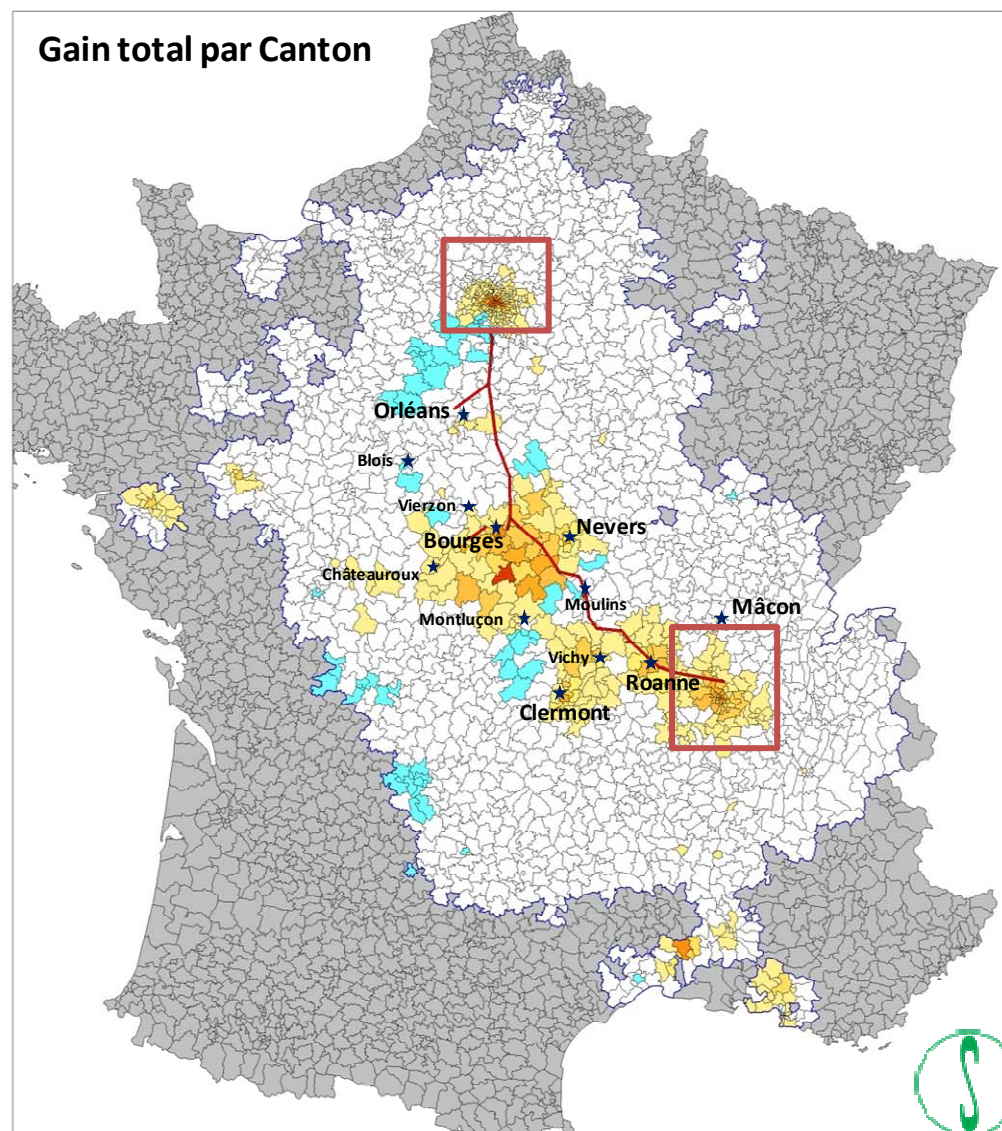 Gain total par Canton
Orléans
Blois
Vierzon
Bourges
Nevers
Châteauroux
Moulins
Mâcon
Montluçon
Vichy
Roanne
Clermont
S